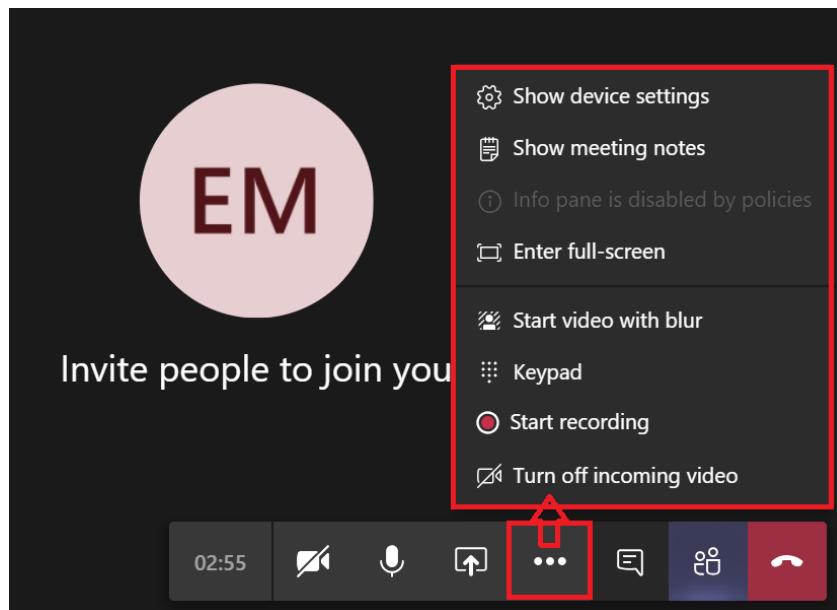 EM
Invite people to join you
Show device settings
Show meeting notes
Info pane is disabled by policies
Enter full-screen
Start video with blur
Keypad
Start recording
Turn off incoming video
02:55